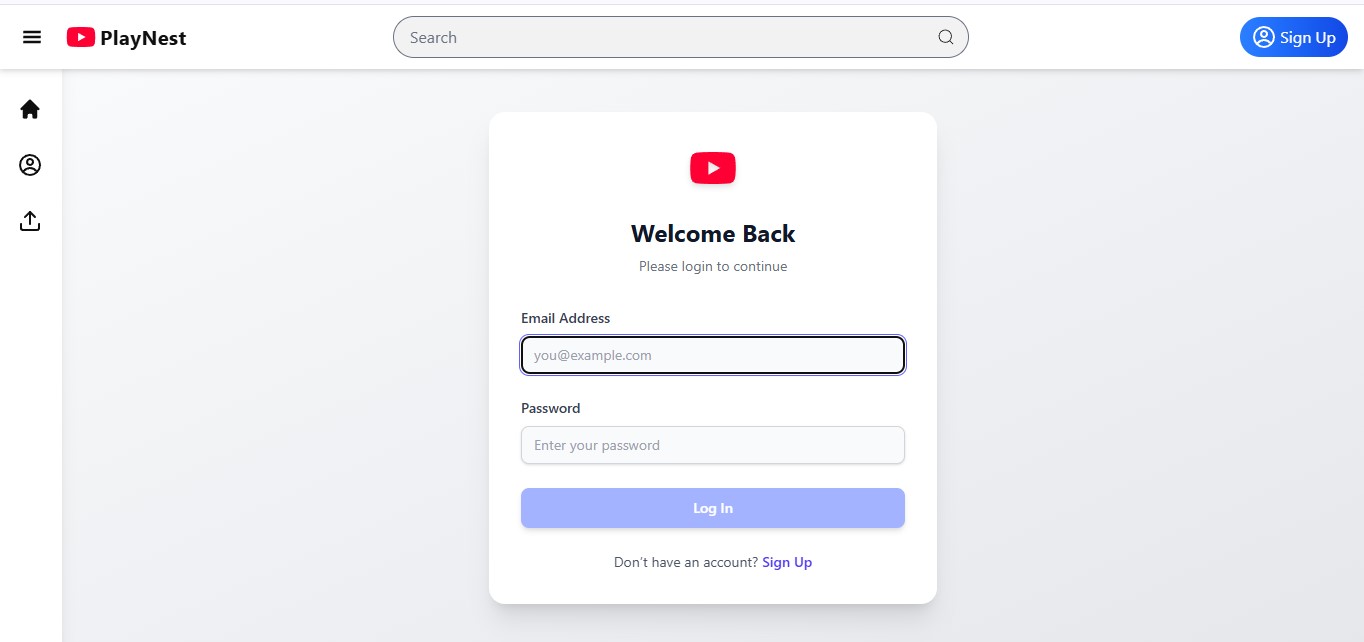 PlayNest
Search
Sign Up
Welcome Back
Please login to continue
Email Address
you@example.com
Password
Enter your password
Log In
Don't have an account? Sign Up